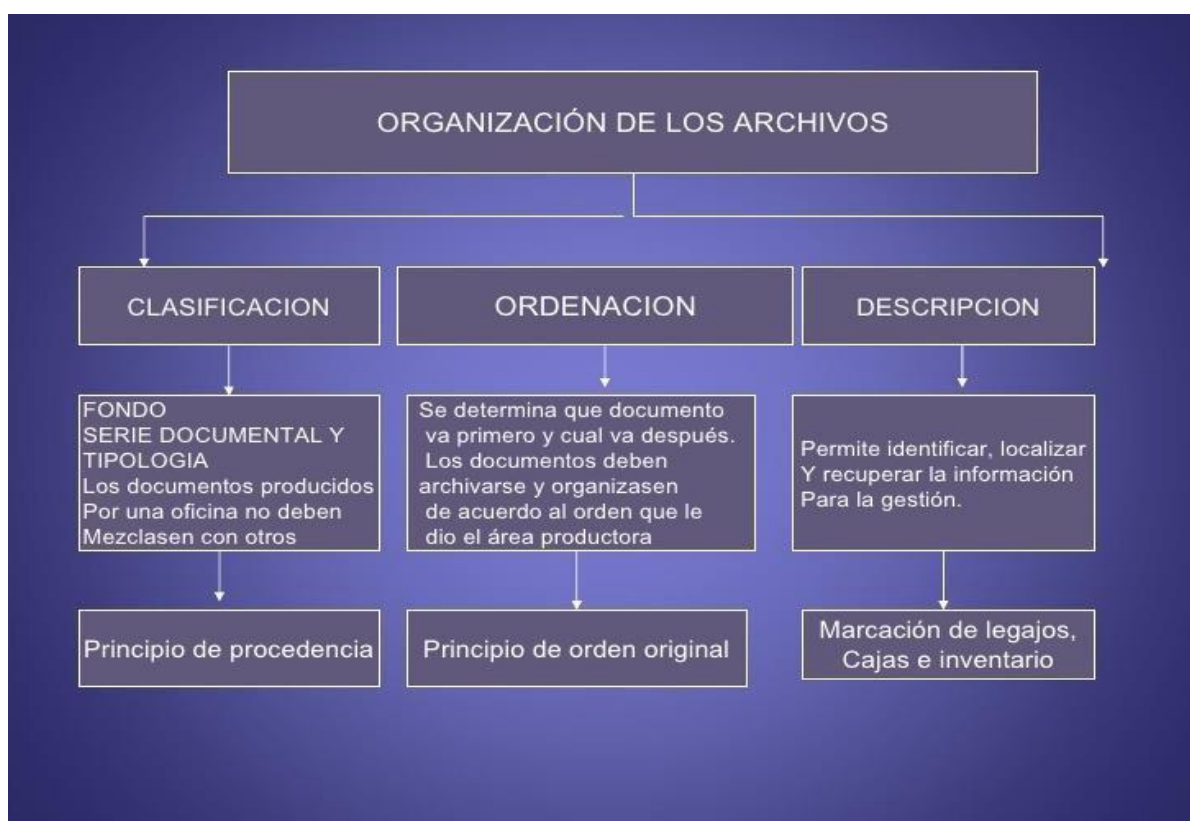 ORGANIZACIÓN DE LOS ARCHIVOS
CLASIFICACION
ORDENACION
DESCRIPCION
FONDO
SERIE DOCUMENTAL Y
TIPOLOGIA
Los documentos producidos
Por una oficina no deben
Mezclasen con otros
Se determina que documento
va primero y cual va después.
Los documentos deben
archivarse y organizasen
de acuerdo al orden que le
dio el área productora
Permite identificar, localizar
Y recuperar la información
Para la gestión.
Principio de procedencia
Principio de orden original
Marcación de legajos,
Cajas e inventario